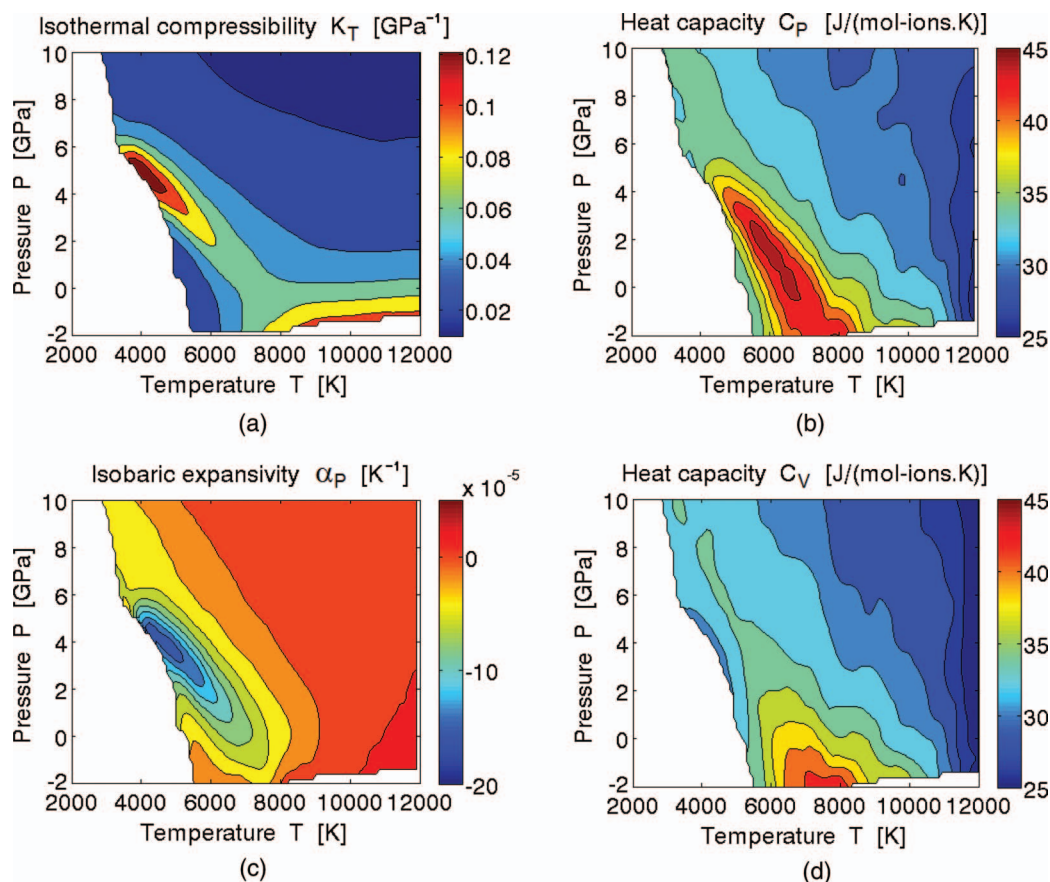 Isothermal compressibility K_T [GPa⁻¹]
10
8
6
4
2
0
-2
Pressure P [GPa]
2000 4000 6000 8000 10000 12000
Temperature T [K]
0.12
0.1
0.08
0.06
0.04
0.02
(a)
Heat capacity C_P [J/(mol-ions.K)]
10
8
6
4
2
0
-2
Pressure P [GPa]
2000 4000 6000 8000 10000 12000
Temperature T [K]
45
40
35
30
25
(b)
Isobaric expansivity α_P [K⁻¹]
x 10⁻⁵
10
8
6
4
2
0
-2
Pressure P [GPa]
2000 4000 6000 8000 10000 12000
Temperature T [K]
0
-10
-20
(c)
Heat capacity C_V [J/(mol-ions.K)]
10
8
6
4
2
0
-2
Pressure P [GPa]
2000 4000 6000 8000 10000 12000
Temperature T [K]
45
40
35
30
25
(d)